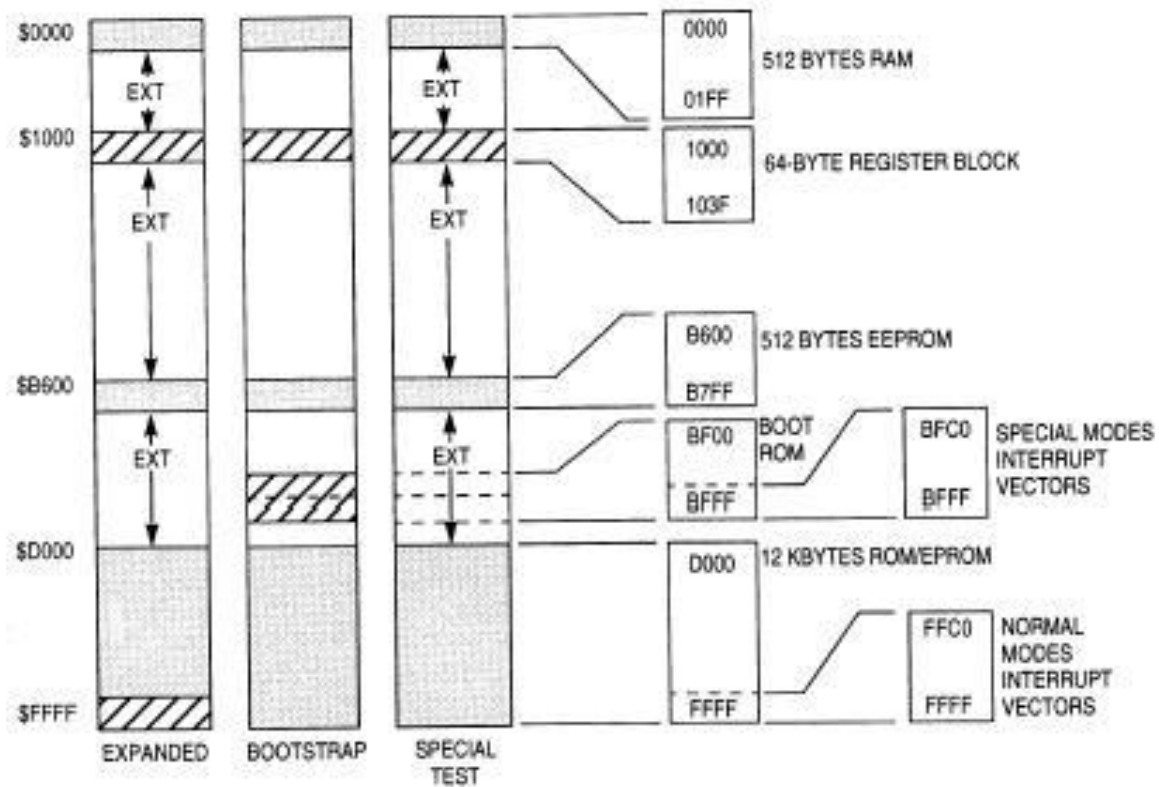 $0000
$1000
$B600
$D000
$FFFF
EXT
EXT
EXT
EXPANDED
BOOTSTRAP
EXT
EXT
EXT
SPECIAL
TEST
0000
01FF
512 BYTES RAM
1000
103F
64-BYTE REGISTER BLOCK
B600
B7FF
512 BYTES EEPROM
BF00
BFFF
BOOT
ROM
BFC0
BFFF
SPECIAL MODES
INTERRUPT
VECTORS
D000
FFFF
12 KBYTES ROM/EPROM
FFC0
FFFF
NORMAL
MODES
INTERRUPT
VECTORS